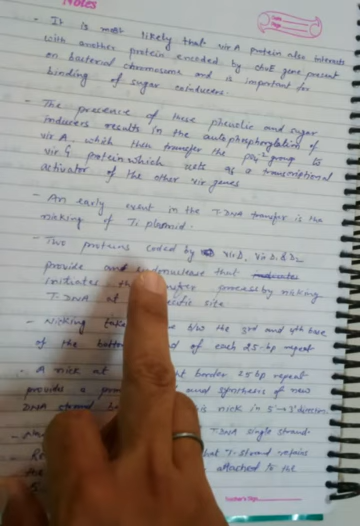 Notes
Date
Page
- It is most likely that vir A protein also interacts
with another protein encoded by chvE gene present
on bacterial chromosome and is important for
binding of sugar coinducers.
- The presence of these phenolic and sugar
inducers results in the autophosphorylation of
vir A. which then transfer the group to
vir G protein which acts as a transcriptional
activator of the other vir genes
- An early event in the T-DNA transfer is the
nicking of Ti plasmid.
- Two proteins coded by vir D1 vir D2
provide and endonuclease that
initiates process by nicking
T-DNA at specific site
- Nicking b/w the 3rd and 4th base
of the of each 25-bp repeat
- A nick at border 25 bp repeat
provides a and synthesis of new
DNA strand nick in 5'→3' direction
T-DNA single strand
that T-strand retains
the attached to the
5
Teacher's Sign